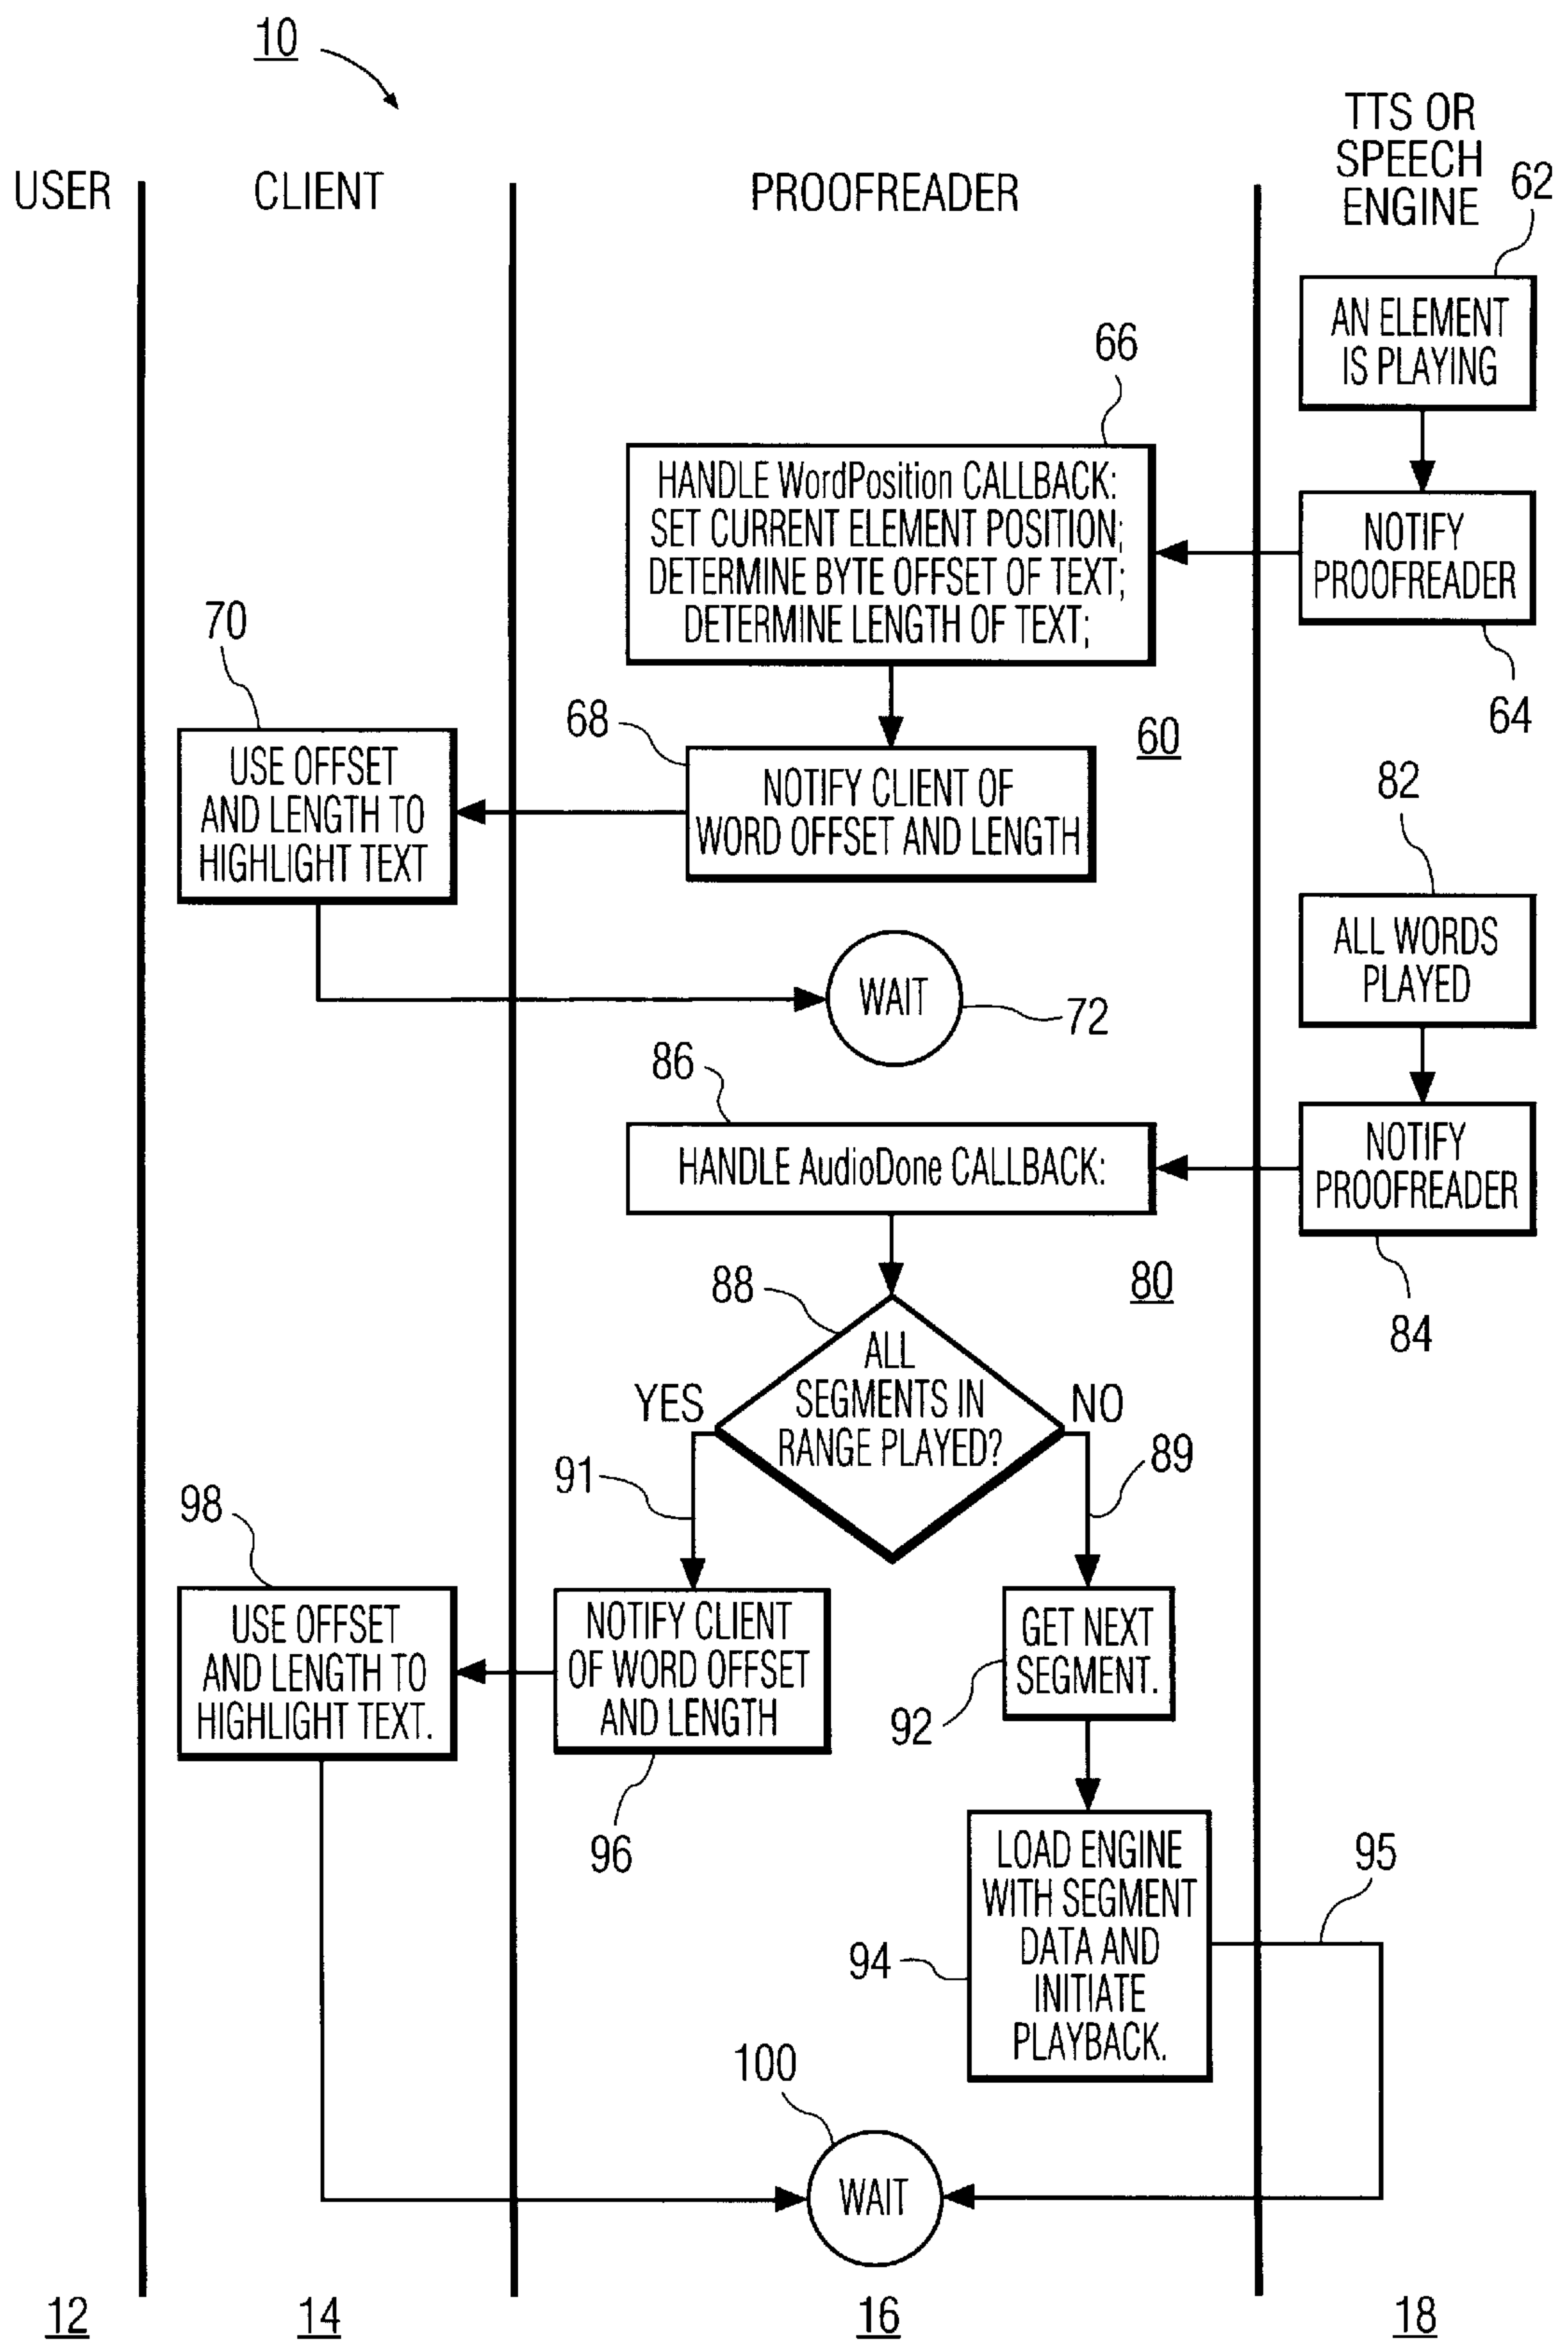 10
USER
CLIENT
PROOFREADER
TTS OR
SPEECH
ENGINE
62
AN ELEMENT
IS PLAYING
66
HANDLE WordPosition CALLBACK:
SET CURRENT ELEMENT POSITION;
DETERMINE BYTE OFFSET OF TEXT;
DETERMINE LENGTH OF TEXT;
NOTIFY
PROOFREADER
64
70
USE OFFSET
AND LENGTH TO
HIGHLIGHT TEXT
68
NOTIFY CLIENT OF
WORD OFFSET AND LENGTH
60
82
ALL WORDS
PLAYED
WAIT
72
86
HANDLE AudioDone CALLBACK:
NOTIFY
PROOFREADER
84
80
88
ALL
SEGMENTS IN
RANGE PLAYED?
YES
NO
91
89
98
USE OFFSET
AND LENGTH TO
HIGHLIGHT TEXT.
NOTIFY CLIENT
OF WORD OFFSET
AND LENGTH
96
GET NEXT
SEGMENT.
92
LOAD ENGINE
WITH SEGMENT
DATA AND
INITIATE
PLAYBACK.
94
95
100
WAIT
12
14
16
18